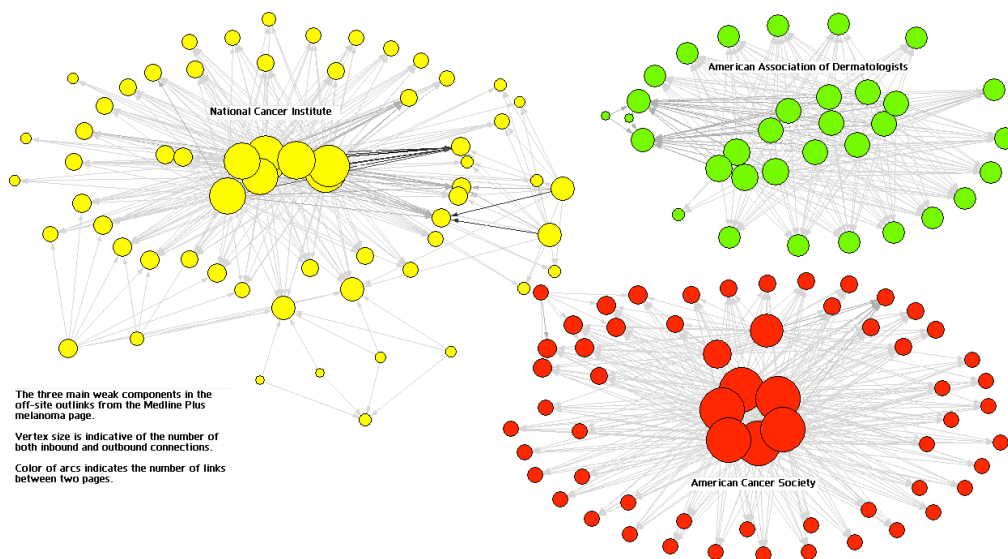 American Association of Dermatologists
National Cancer Institute
The three main weak components in the
off-site outlinks from the Medline Plus
melanoma page.
Vertex size is indicative of the number of
both inbound and outbound connections.
Color of arcs indicates the number of links
between two pages.
American Cancer Society